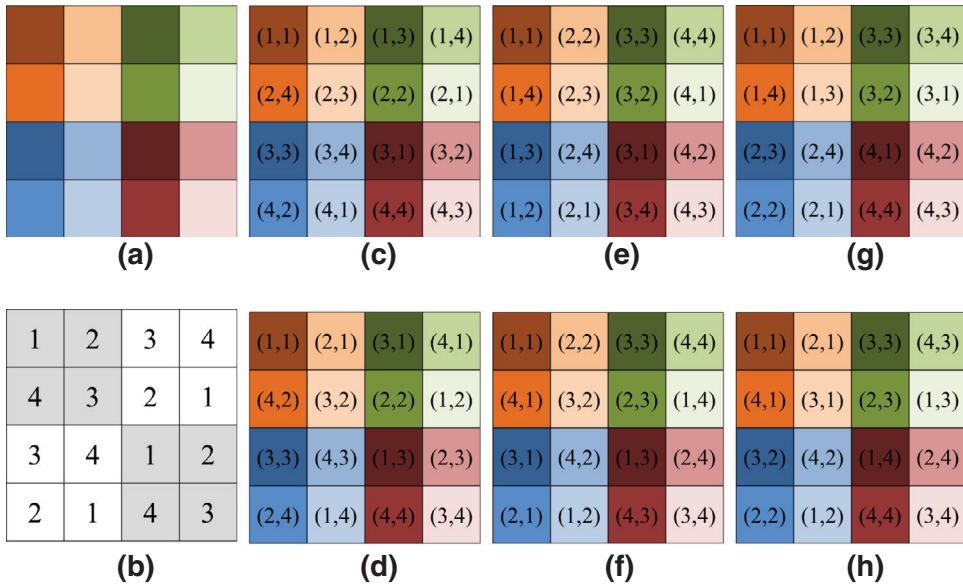 (1,1) (1,2) (1,3) (1,4) (1,1) (2,2) (3,3) (4,4) (1,1) (1,2) (3,3) (3,4)
(2,4) (2,3) (2,2) (2,1) (1,4) (2,3) (3,2) (4,1) (1,4) (1,3) (3,2) (3,1)
(3,3) (3,4) (3,1) (3,2) (1,3) (2,4) (3,1) (4,2) (2,3) (2,4) (4,1) (4,2)
(4,2) (4,1) (4,4) (4,3) (1,2) (2,1) (3,4) (4,3) (2,2) (2,1) (4,4) (4,3)
(a) (c) (e) (g)
1 2 3 4 (1,1) (2,1) (3,1) (4,1) (1,1) (2,2) (3,3) (4,4) (1,1) (2,1) (3,3) (4,3)
4 3 2 1 (4,2) (3,2) (2,2) (1,2) (4,1) (3,2) (2,3) (1,4) (4,1) (3,1) (2,3) (1,3)
3 4 1 2 (3,3) (4,3) (1,3) (2,3) (3,1) (4,2) (1,3) (2,4) (3,2) (4,2) (1,4) (2,4)
2 1 4 3 (2,4) (1,4) (4,4) (3,4) (2,1) (1,2) (4,3) (3,4) (2,2) (1,2) (4,4) (3,4)
(b) (d) (f) (h)